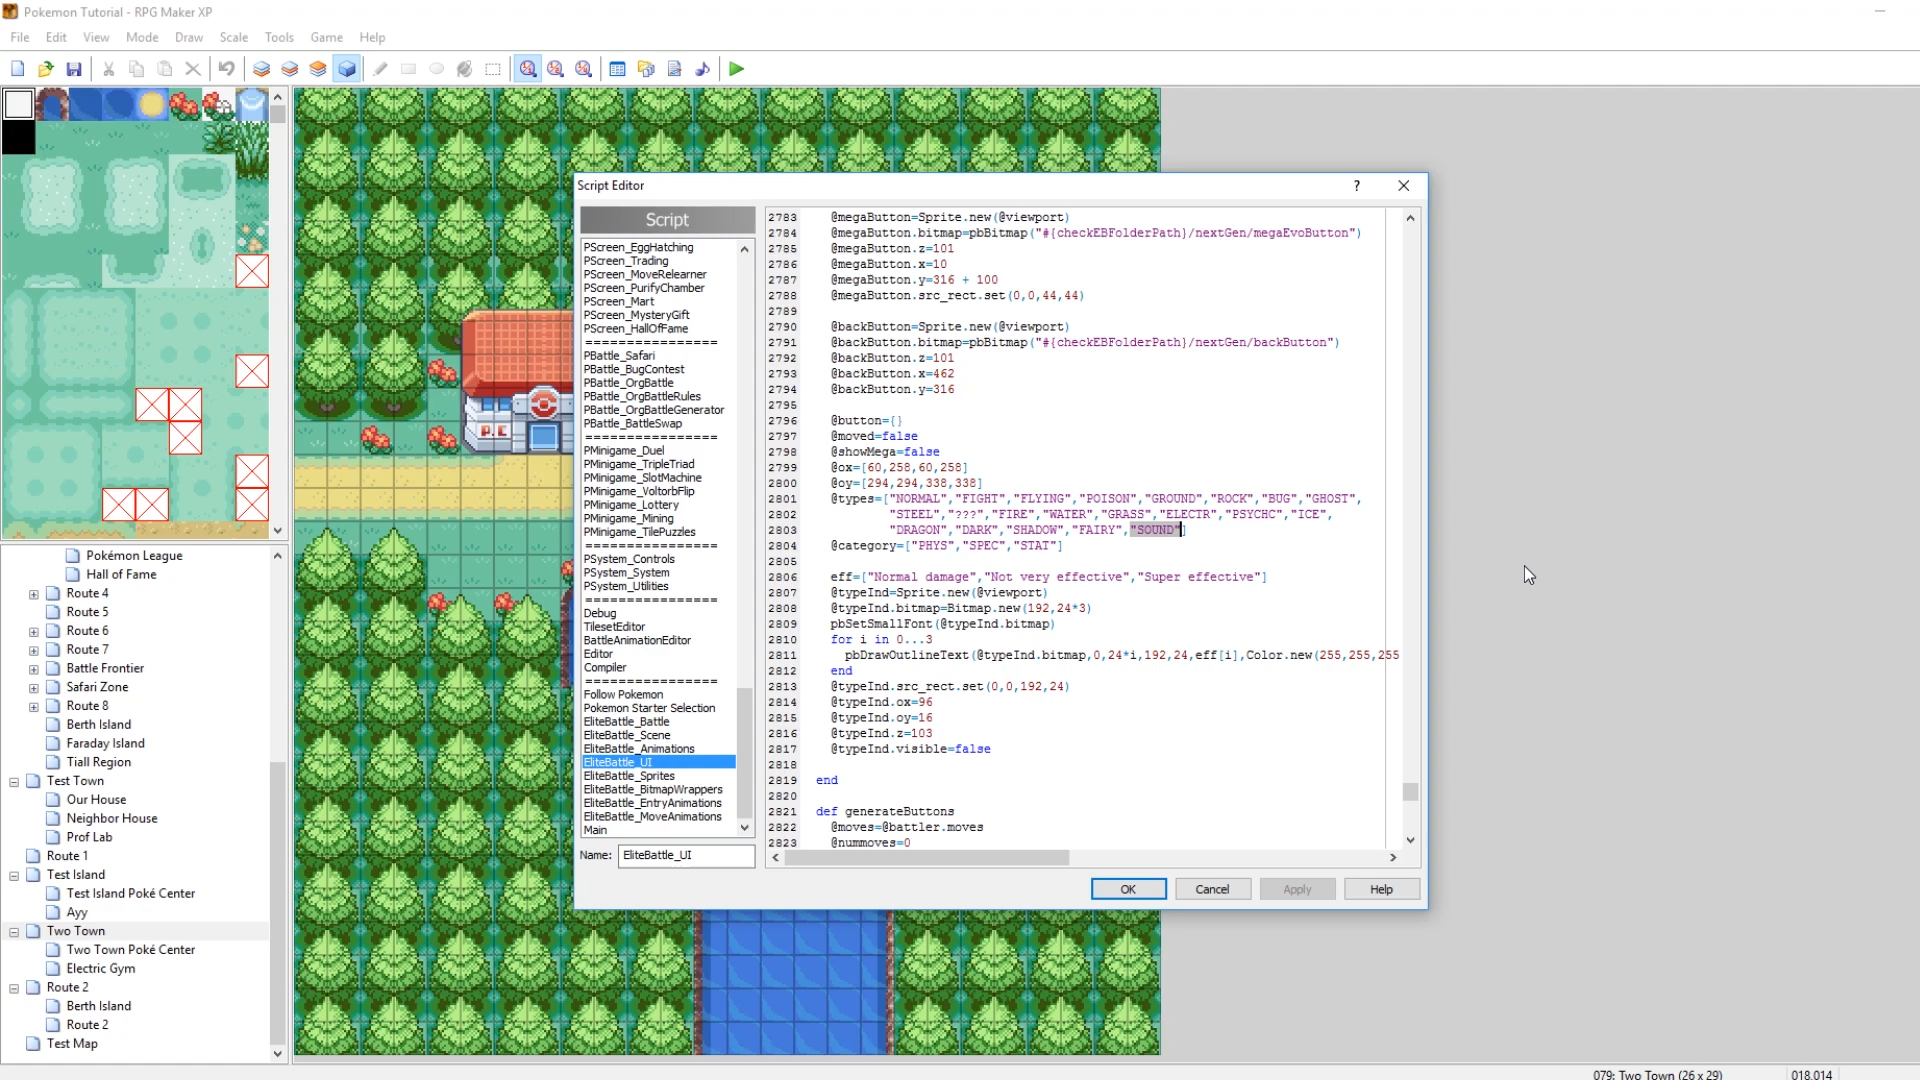 Pokemon Tutorial - RPG Maker XP
File Edit View Mode Draw Scale Tools Game Help
Script Editor
?
Script
PScreen_EggHatching
PScreen_Trading
PScreen_MoveRelearner
PScreen_PurifyChamber
PScreen_Mart
PScreen_MysteryGift
PScreen_HallOfFame
==================
PBattle_Safari
PBattle_BugContest
PBattle_OrgBattle
PBattle_OrgBattleRules
PBattle_OrgBattleGenerator
PBattle_BattleSwap
==================
PMinigame_Duel
PMinigame_TripleTriad
PMinigame_SlotMachine
PMinigame_VoltorbFlip
PMinigame_Lottery
PMinigame_Mining
PMinigame_TilePuzzles
==================
PSystem_Controls
PSystem_System
PSystem_Utilities
==================
Debug
TilesetEditor
BattleAnimationEditor
Editor
Compiler
==================
Follow Pokemon
Pokemon Starter Selection
EliteBattle_Battle
EliteBattle_Scene
EliteBattle_Animations
EliteBattle_UI
EliteBattle_Sprites
EliteBattle_BitmapWrappers
EliteBattle_EntryAnimations
EliteBattle_MoveAnimations
Main
Name: EliteBattle_UI
2783 @megaButton=Sprite.new(@viewport)
2784 @megaButton.bitmap=pbBitmap("#{checkEBFolderPath}/nextGen/megaEvoButton")
2785 @megaButton.z=101
2786 @megaButton.x=10
2787 @megaButton.y=316 + 100
2788 @megaButton.src_rect.set(0,0,44,44)
2789
2790 @backButton=Sprite.new(@viewport)
2791 @backButton.bitmap=pbBitmap("#{checkEBFolderPath}/nextGen/backButton")
2792 @backButton.z=101
2793 @backButton.x=462
2794 @backButton.y=316
2795
2796 @button={}
2797 @moved=false
2798 @showMega=false
2799 @ox=[60,258,60,258]
2800 @oy=[294,294,338,338]
2801 @types=["NORMAL","FIGHT","FLYING","POISON","GROUND","ROCK","BUG","GHOST",
2802 "STEEL","???","FIRE","WATER","GRASS","ELECTR","PSYCHC","ICE",
2803 "DRAGON","DARK","SHADOW","FAIRY","SOUND"]
2804 @category=["PHYS","SPEC","STAT"]
2805
2806 eff=["Normal damage","Not very effective","Super effective"]
2807 @typeInd=Sprite.new(@viewport)
2808 @typeInd.bitmap=Bitmap.new(192,24*3)
2809 pbSetSmallFont(@typeInd.bitmap)
2810 for i in 0...3
2811 pbDrawOutlineText(@typeInd.bitmap,0,24*i,192,24,eff[i],Color.new(255,255,255
2812 end
2813 @typeInd.src_rect.set(0,0,192,24)
2814 @typeInd.ox=96
2815 @typeInd.oy=16
2816 @typeInd.z=103
2817 @typeInd.visible=false
2818
2819 end
2820
2821 def generateButtons
2822 @moves=@battler.moves
2823 @nummoves=0
OK Cancel Apply Help
P.C
Pokémon League
Hall of Fame
Route 4
Route 5
Route 6
Route 7
Battle Frontier
Safari Zone
Route 8
Berth Island
Faraday Island
Tiall Region
Test Town
Our House
Neighbor House
Prof Lab
Route 1
Test Island
Test Island Poké Center
Ayy
Two Town
Two Town Poké Center
Electric Gym
Route 2
Berth Island
Route 2
Test Map
079: Two Town (26 x 29) 018,014